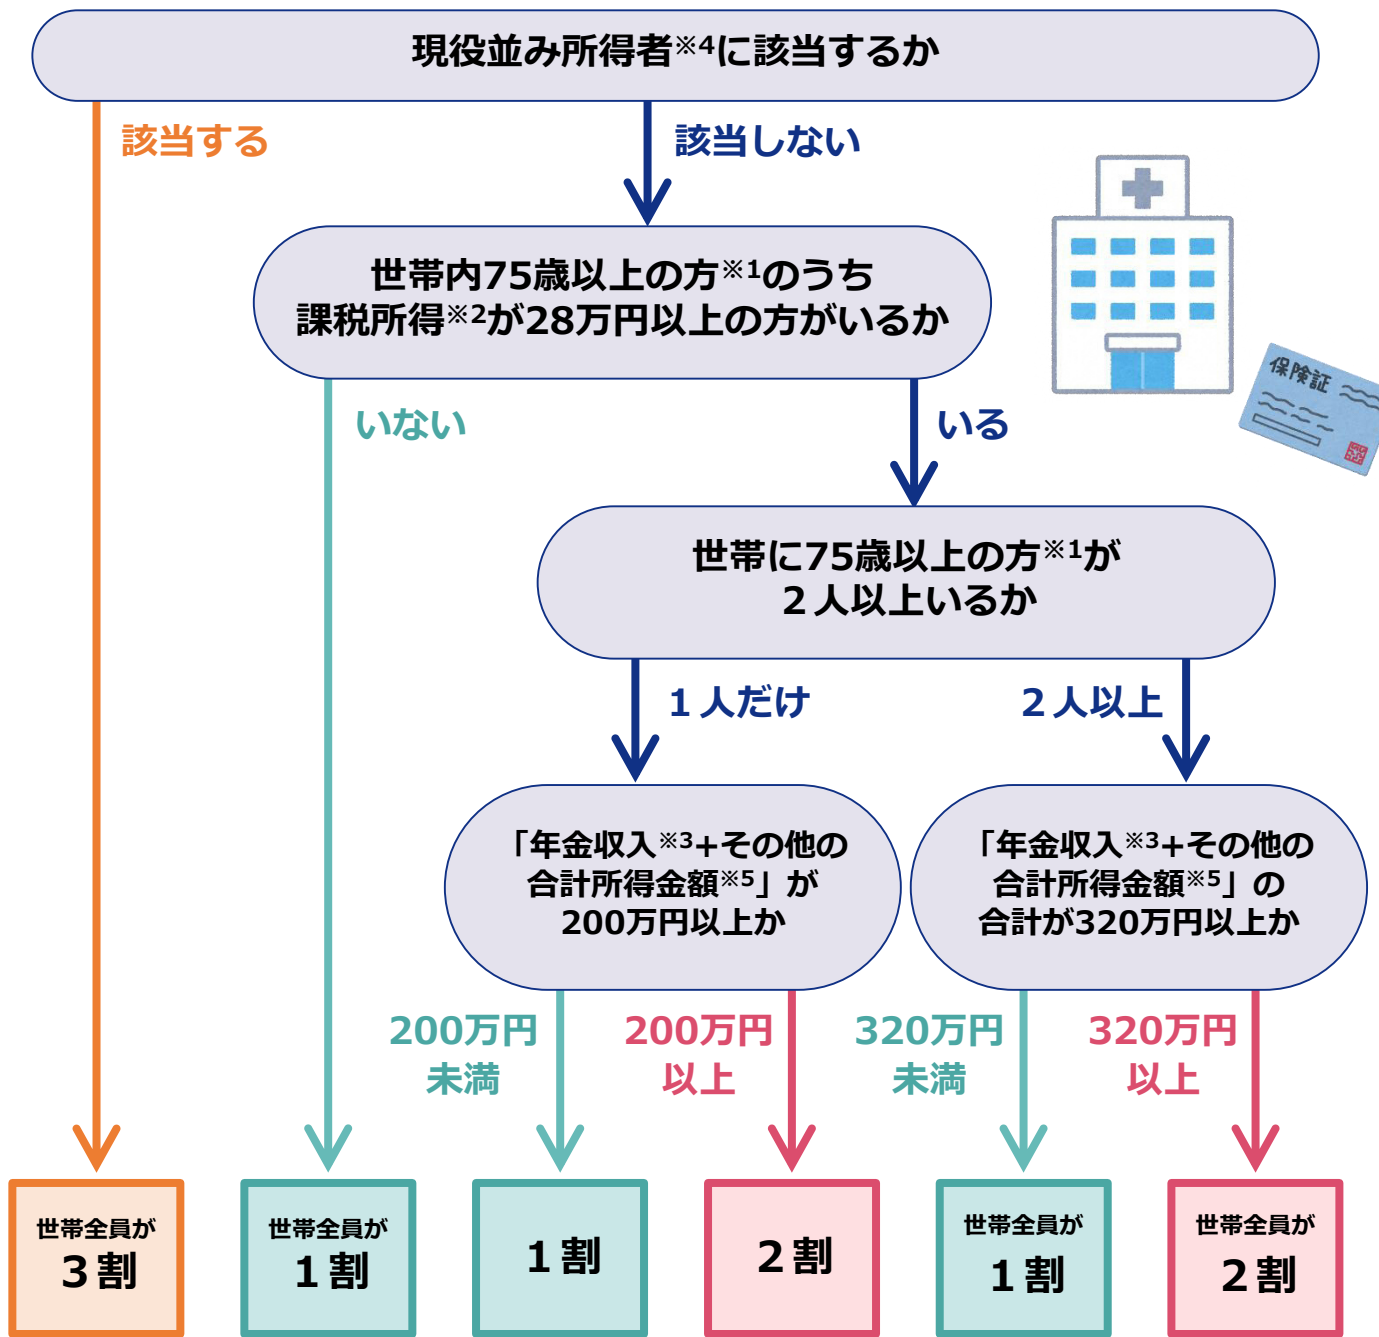 現役並み所得者※4に該当するか
該当する
該当しない
世帯内75歳以上の方※1のうち
課税所得※2が28万円以上の方がいるか
保険証
いない
いる
世帯に75歳以上の方※1が
２人以上いるか
１人だけ
２人以上
「年金収入※3+その他の
合計所得金額※5」が
200万円以上か
「年金収入※3+その他の
合計所得金額※5」の
合計が320万円以上か
200万円
未満
200万円
以上
320万円
未満
320万円
以上
世帯全員が
３割
世帯全員が
１割
１割
２割
世帯全員が
１割
世帯全員が
２割